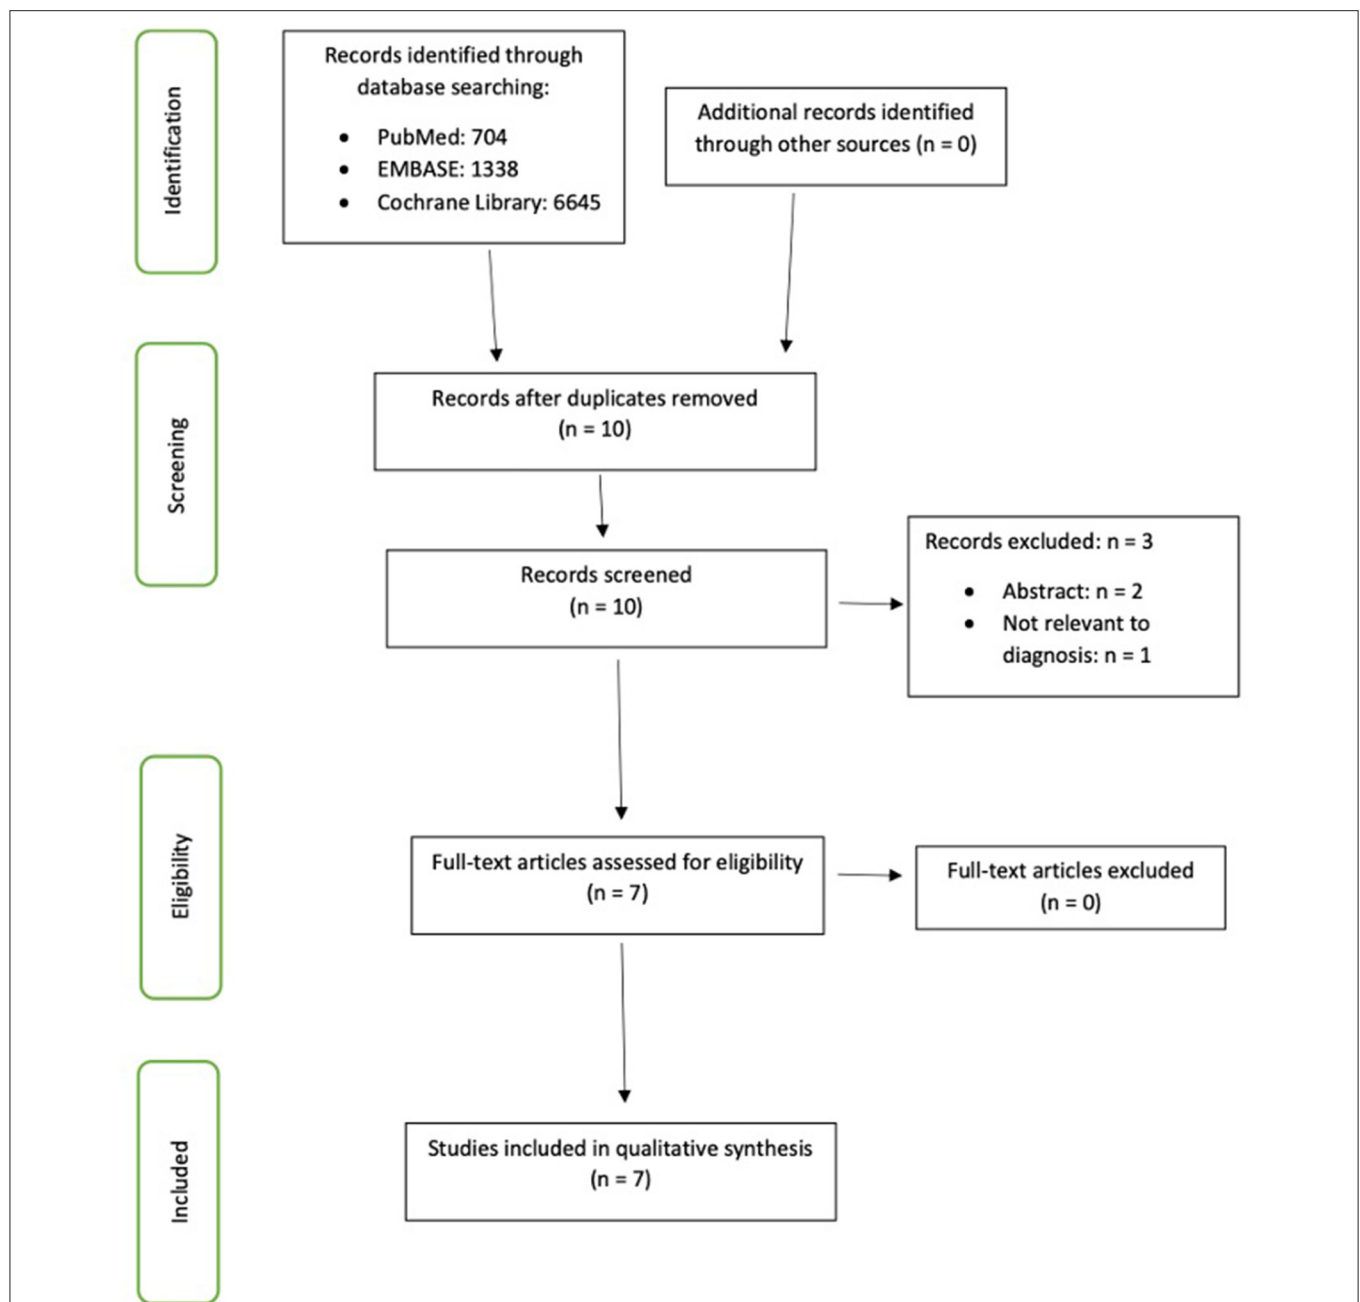 Identification
Records identified through
database searching:
• PubMed: 704
• EMBASE: 1338
• Cochrane Library: 6645
Additional records identified
through other sources (n = 0)
Screening
Records after duplicates removed
(n = 10)
Records screened
(n = 10)
Records excluded: n = 3
• Abstract: n = 2
• Not relevant to
diagnosis: n = 1
Eligibility
Full-text articles assessed for eligibility
(n = 7)
Full-text articles excluded
(n = 0)
Included
Studies included in qualitative synthesis
(n = 7)